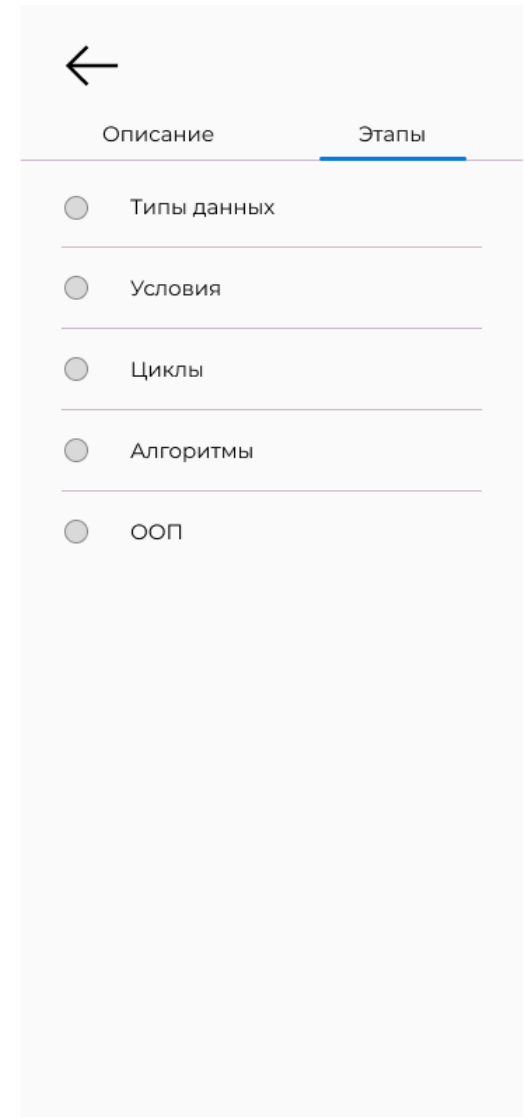 Описание Этапы
Типы данных
Условия
Циклы
Алгоритмы
ООП